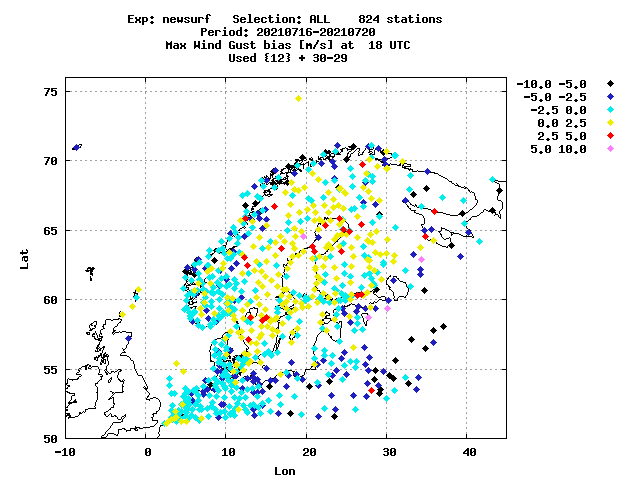 Exp: newsurf   Selection: ALL    824 stations
Period: 20210716-20210720
Max Wind Gust bias [m/s] at  18 UTC
Used {12} + 30-29
-10.0 -5.0
-5.0 -2.5
-2.5 0.0
0.0 2.5
2.5 5.0
5.0 10.0
75
70
65
60
55
50
Lat
-10 0 10 20 30 40
Lon